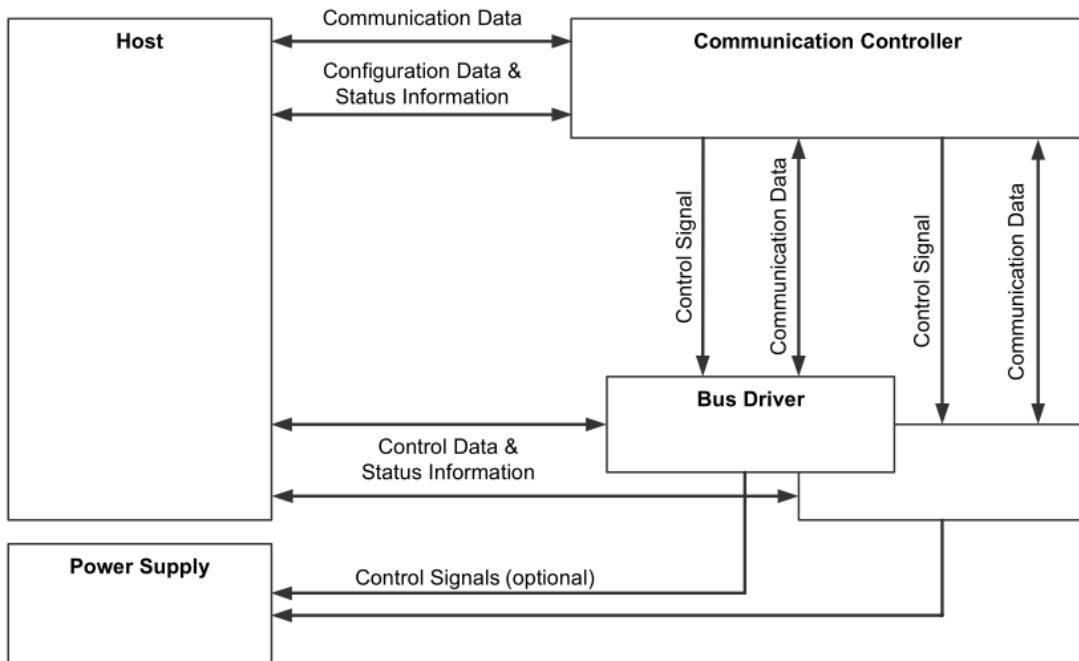 Communication Data
Host
Communication Controller
Configuration Data &
Status Information
Control Signal
Communication Data
Control Signal
Communication Data
Bus Driver
Control Data &
Status Information
Power Supply
Control Signals (optional)